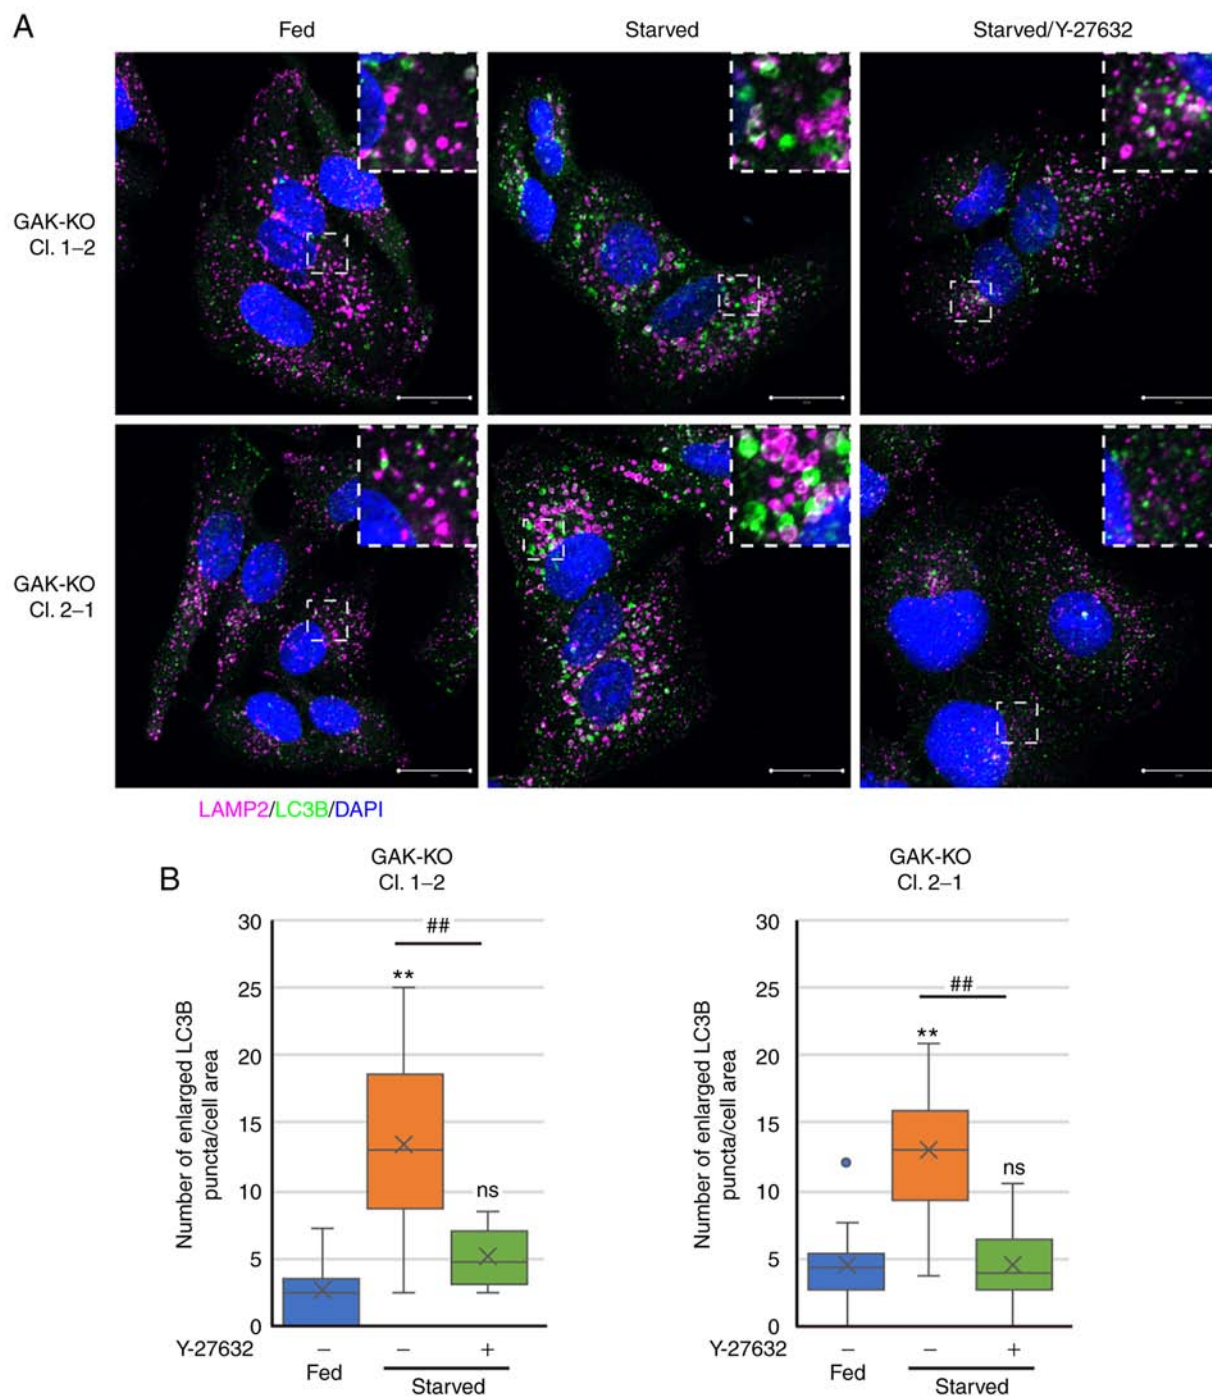 A
Fed
Starved
Starved/Y-27632
GAK-KO
Cl. 1–2
GAK-KO
Cl. 2–1
LAMP2/LC3B/DAPI
B
GAK-KO
Cl. 1–2
Number of enlarged LC3B
puncta/cell area
30
25
20
15
10
5
0
##
**
ns
Y-27632
–
–
+
Fed
Starved
GAK-KO
Cl. 2–1
Number of enlarged LC3B
puncta/cell area
30
25
20
15
10
5
0
##
**
ns
Y-27632
–
–
+
Fed
Starved